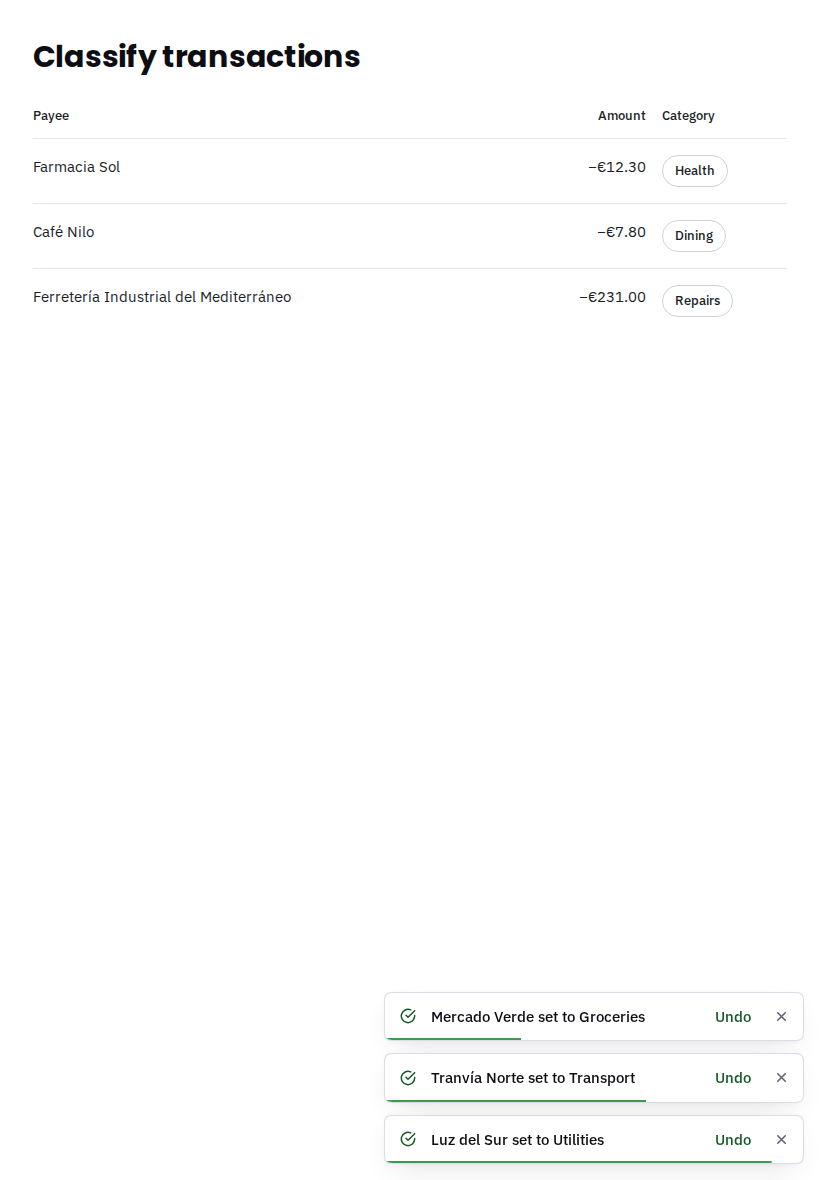 Classify transactions
Payee Amount Category
Farmacia Sol −€12.30 Health
Café Nilo −€7.80 Dining
Ferretería Industrial del Mediterráneo −€231.00 Repairs
Mercado Verde set to Groceries Undo
Tranvía Norte set to Transport Undo
Luz del Sur set to Utilities Undo